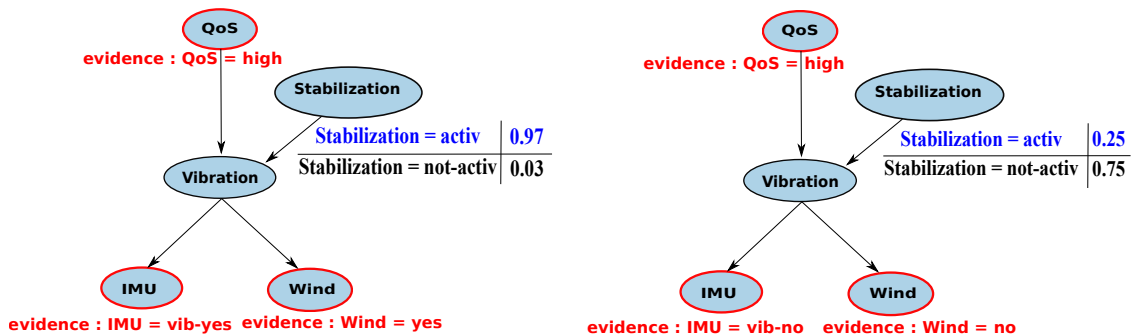 QoS
evidence : QoS = high
Stabilization
Stabilization = activ 0.97
Stabilization = not-activ 0.03
Vibration
IMU
Wind
evidence : IMU = vib-yes
evidence : Wind = yes
QoS
evidence : QoS = high
Stabilization
Stabilization = activ 0.25
Stabilization = not-activ 0.75
Vibration
IMU
Wind
evidence : IMU = vib-no
evidence : Wind = no